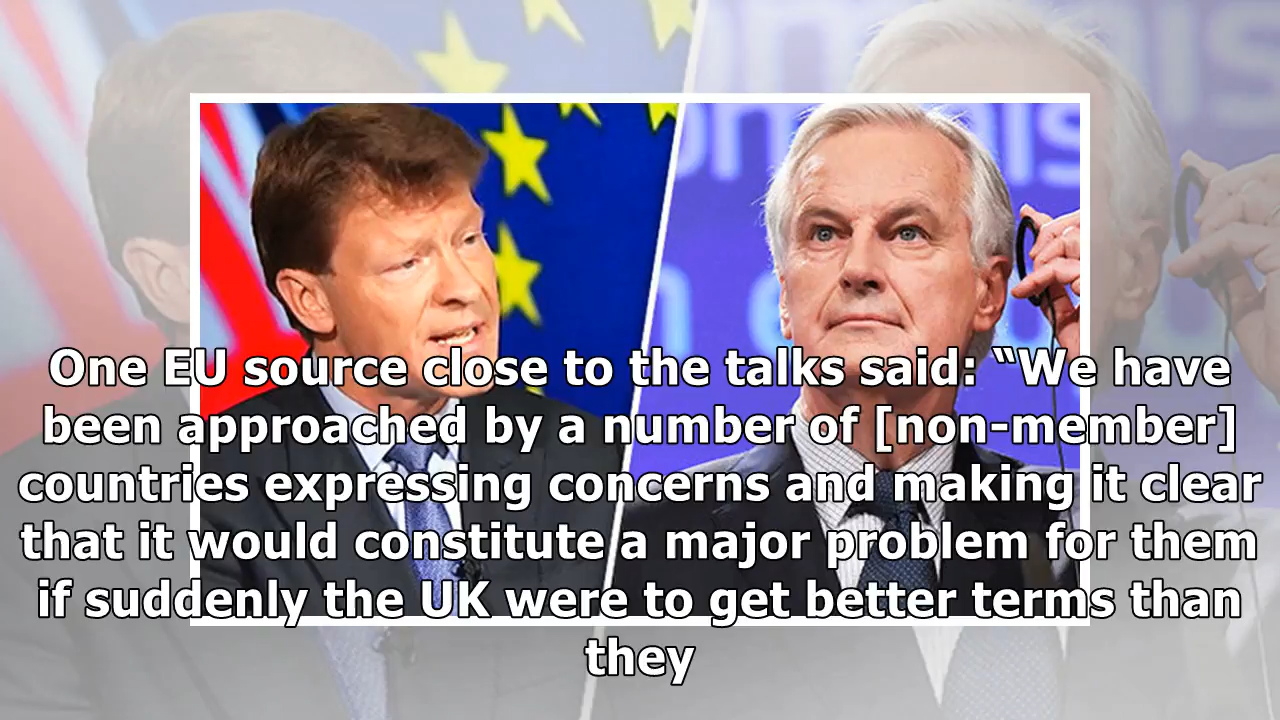 One EU source close to the talks said: “We have
been approached by a number of [non-member]
countries expressing concerns and making it clear
that it would constitute a major problem for them
if suddenly the UK were to get better terms than
they